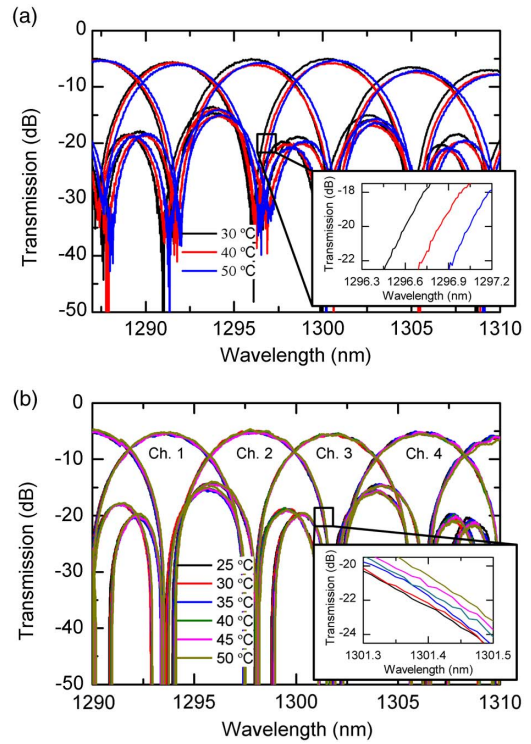 (a)
0
-10
-20
-30
-40
-50
Transmission (dB)
30 °C
40 °C
50 °C
-18
-20
-22
Transmission (dB)
1296.3 1296.6 1296.9 1297.2
Wavelength (nm)
1290 1295 1300 1305 1310
Wavelength (nm)
(b)
0
-10
-20
-30
-40
-50
Transmission (dB)
Ch. 1 Ch. 2 Ch. 3 Ch. 4
25 °C
30 °C
35 °C
40 °C
45 °C
50 °C
-20
-22
-24
Transmission (dB)
1301.3 1301.4 1301.5
Wavelength (nm)
1290 1295 1300 1305 1310
Wavelength (nm)